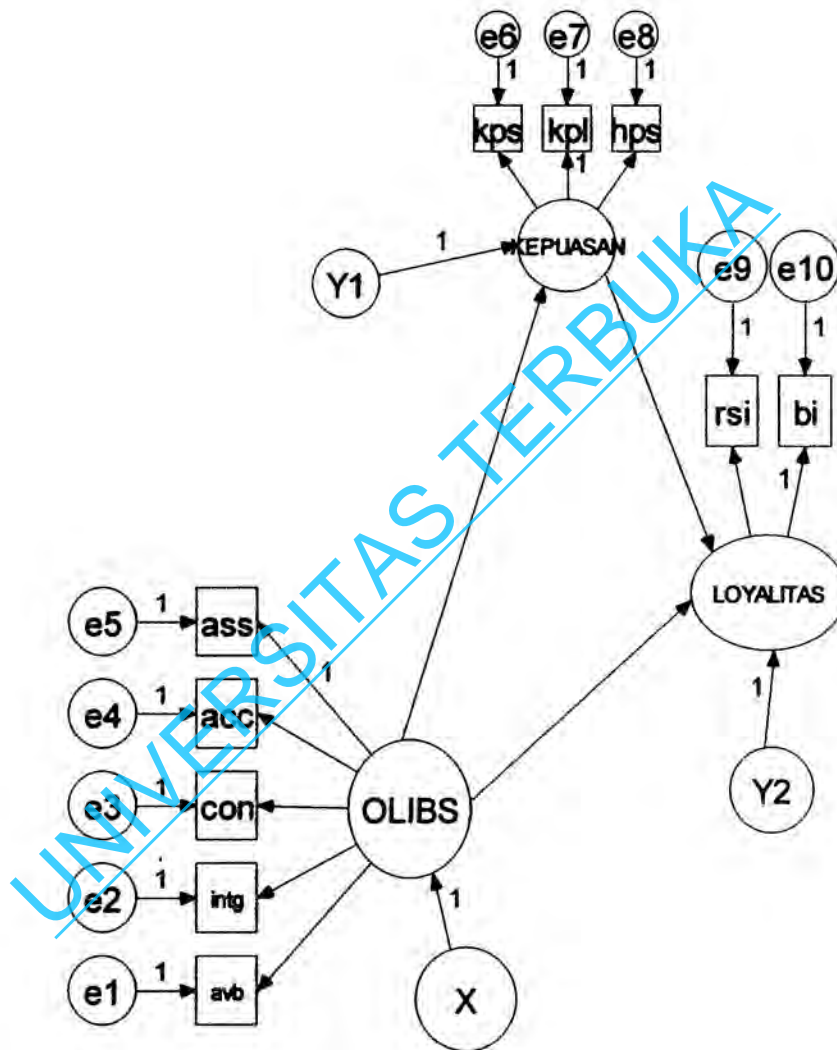 e6 e7 e8
1 1 1
kps kpl hps
1
KEPUASAN
1
Y1
e9 e10
1 1
rsi bi
1
LOYALITAS
1
Y2
e5 1 ass
1
e4 1 acc
e3 1 con
OLIBS
e2 1 intg
1
e1 1 avb
X
UNIVERSITAS TERBUKA